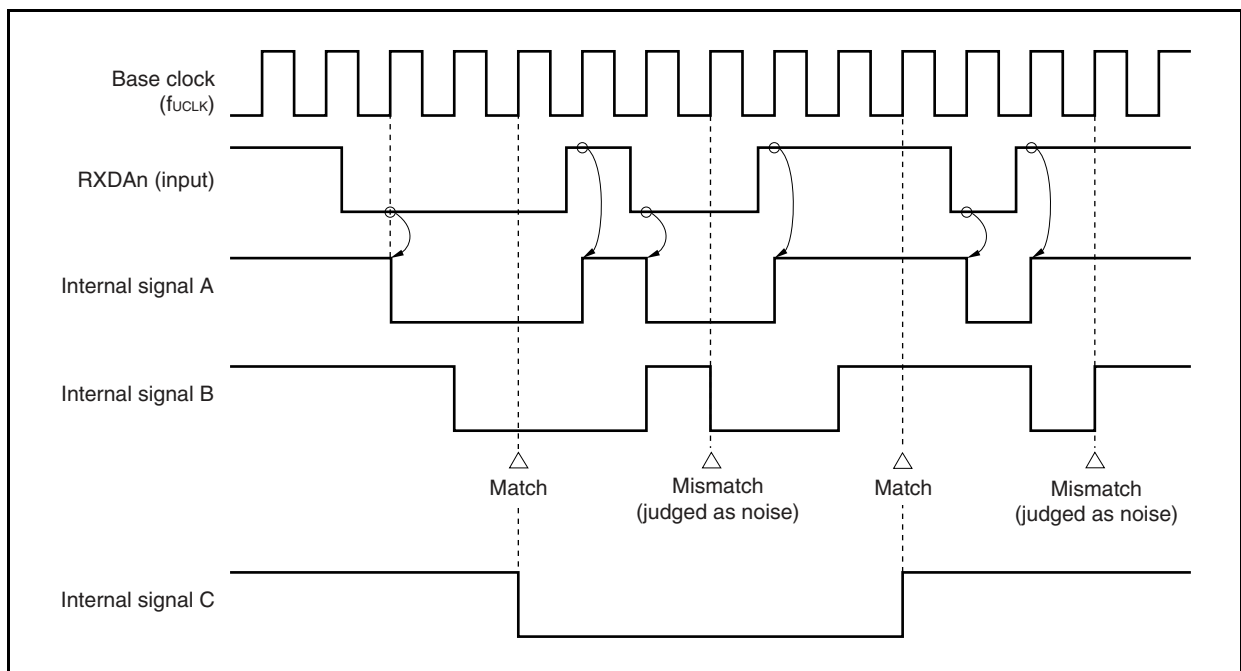 Base clock
(fUCLK)
RXDAn (input)
Internal signal A
Internal signal B
Match
Mismatch
(judged as noise)
Match
Mismatch
(judged as noise)
Internal signal C